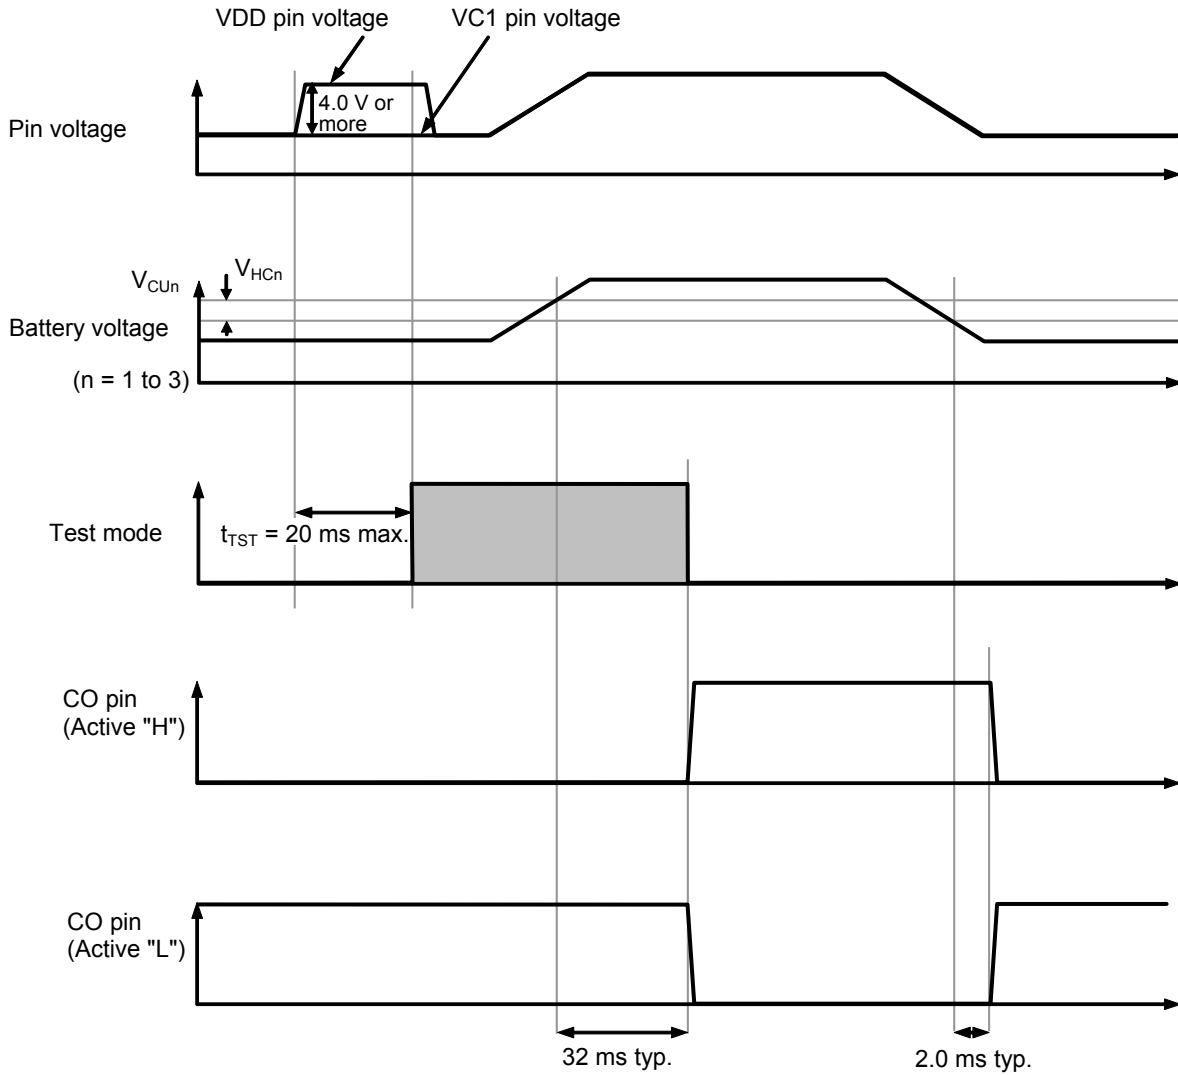 VDD pin voltage
VC1 pin voltage
4.0 V or
more
Pin voltage
VCUn
VHCn
Battery voltage
(n = 1 to 3)
Test mode
tTST = 20 ms max.
CO pin
(Active "H")
CO pin
(Active "L")
32 ms typ.
2.0 ms typ.